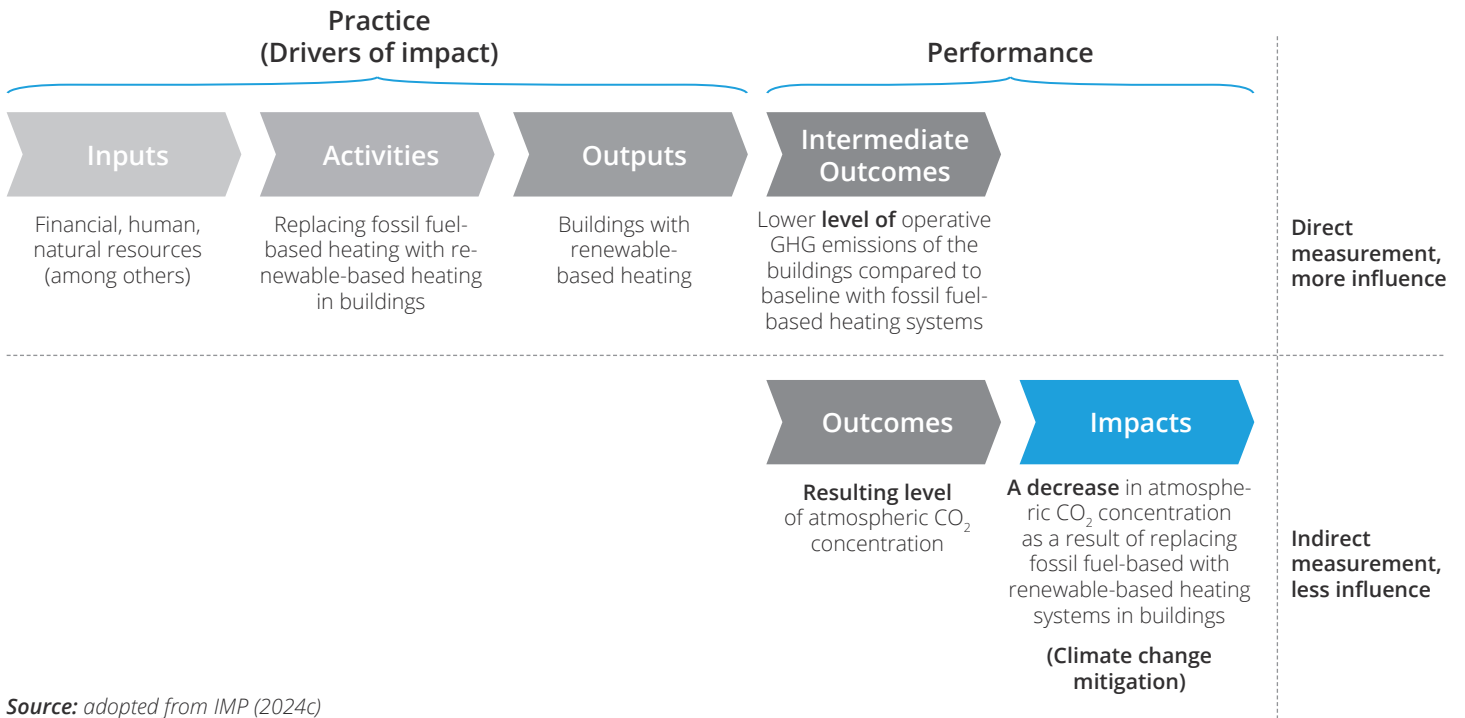 Practice
(Drivers of impact)
Performance
Inputs
Activities
Outputs
Intermediate
Outcomes
Financial, human,
natural resources
(among others)
Replacing fossil fuel-
based heating with re-
newable-based heating
in buildings
Buildings with
renewable-
based heating
Lower level of operative
GHG emissions of the
buildings compared to
baseline with fossil fuel-
based heating systems
Direct
measurement,
more influence
Outcomes
Impacts
Resulting level
of atmospheric CO₂
concentration
A decrease in atmosphe-
ric CO₂ concentration
as a result of replacing
fossil fuel-based with
renewable-based heating
systems in buildings
(Climate change
mitigation)
Indirect
measurement,
less influence
Source: adopted from IMP (2024c)